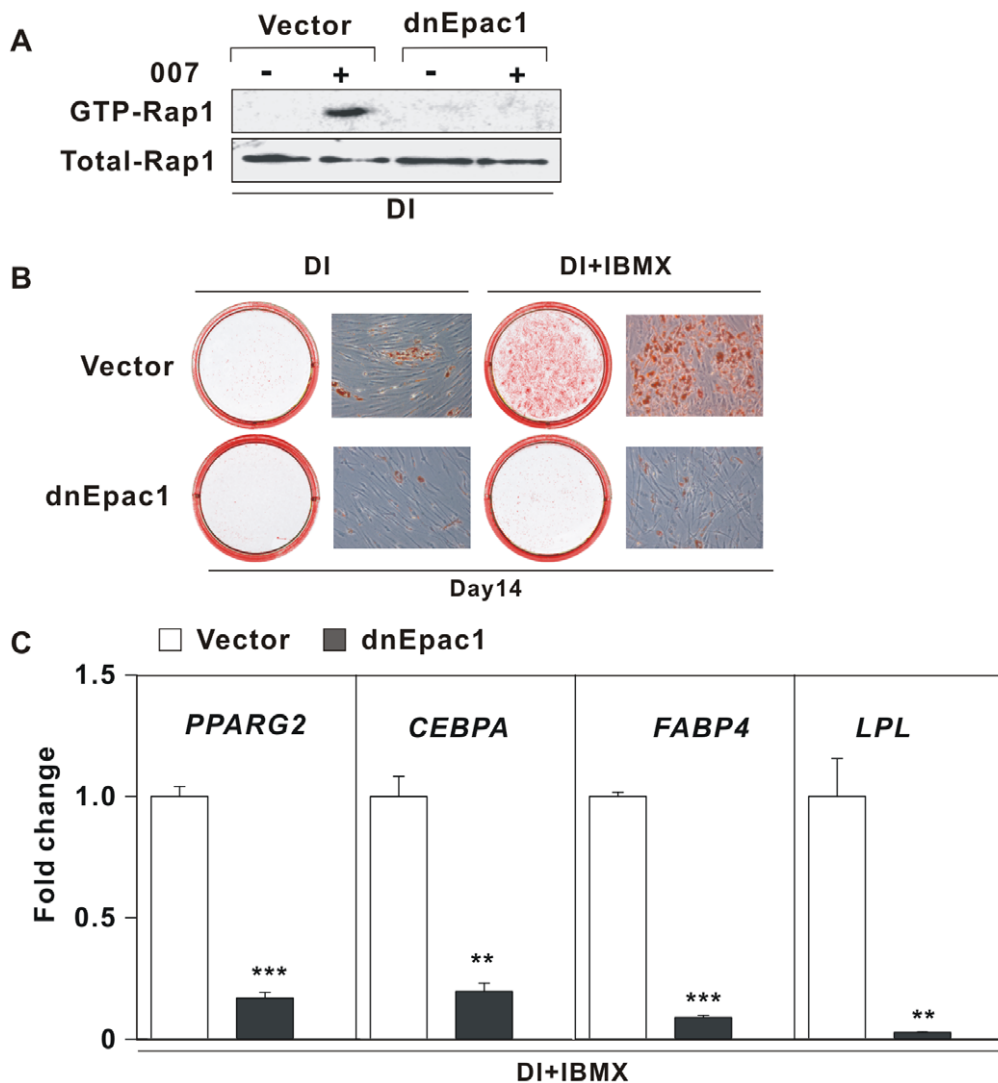 A
Vector dnEpac1
007 - + - +
GTP-Rap1
Total-Rap1
DI
B
DI DI+IBMX
Vector
dnEpac1
Day14
C
Vector dnEpac1
Fold change
1.5
1.0
0.5
0
PPARG2 CEBPA FABP4 LPL
*** ** *** **
DI+IBMX